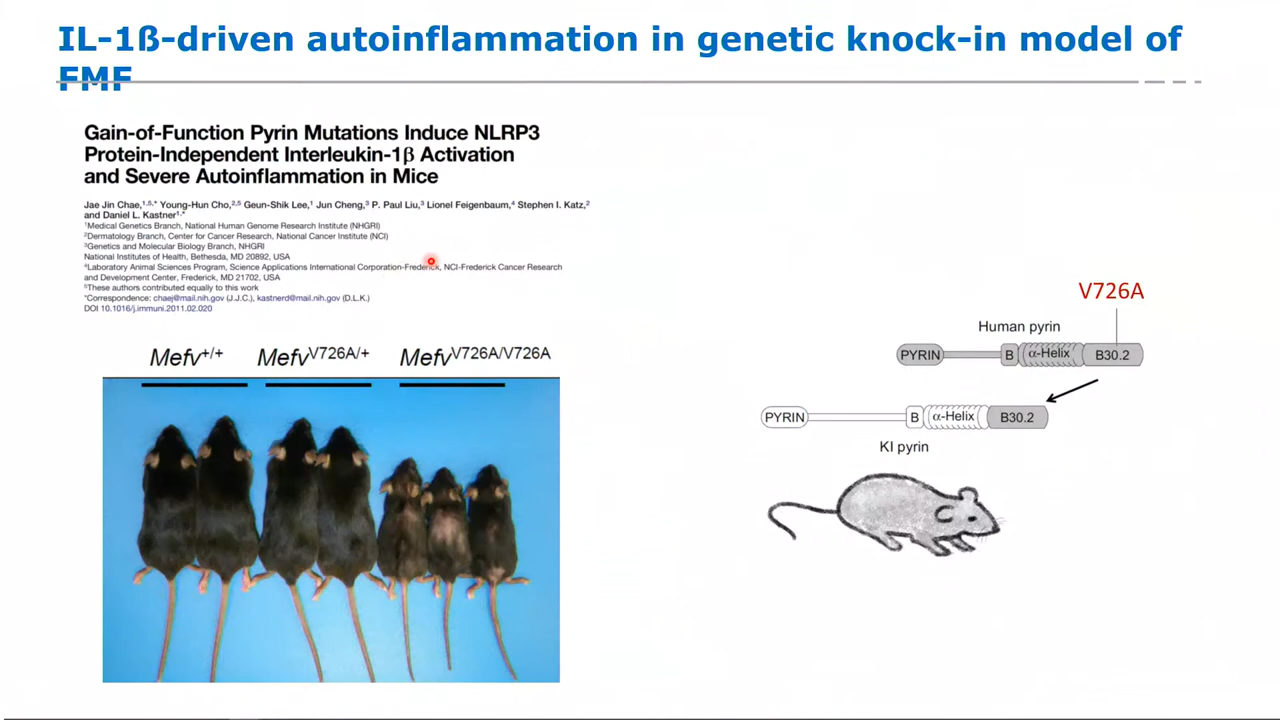 IL-1ß-driven autoinflammation in genetic knock-in model of
FMF
Gain-of-Function Pyrin Mutations Induce NLRP3
Protein-Independent Interleukin-1β Activation
and Severe Autoinflammation in Mice
Jae Jin Chae,1,5,* Young-Hun Cho,2,5 Geun-Shik Lee,1 Jun Cheng,3 P. Paul Liu,3 Lionel Feigenbaum,4 Stephen I. Katz,2
and Daniel L. Kastner1,*
1Medical Genetics Branch, National Human Genome Research Institute (NHGRI)
2Dermatology Branch, Center for Cancer Research, National Cancer Institute (NCI)
3Genetics and Molecular Biology Branch, NHGRI
National Institutes of Health, Bethesda, MD 20892, USA
4Laboratory Animal Sciences Program, Science Applications International Corporation-Frederick, NCI-Frederick Cancer Research
and Development Center, Frederick, MD 21702, USA
5These authors contributed equally to this work
*Correspondence: chaej@mail.nih.gov (J.J.C.), kastnerd@mail.nih.gov (D.L.K.)
DOI 10.1016/j.immuni.2011.02.020
Mefv+/+ MefvV726A/+ MefvV726A/V726A
V726A
Human pyrin
PYRIN B α-Helix B30.2
PYRIN B α-Helix B30.2
KI pyrin